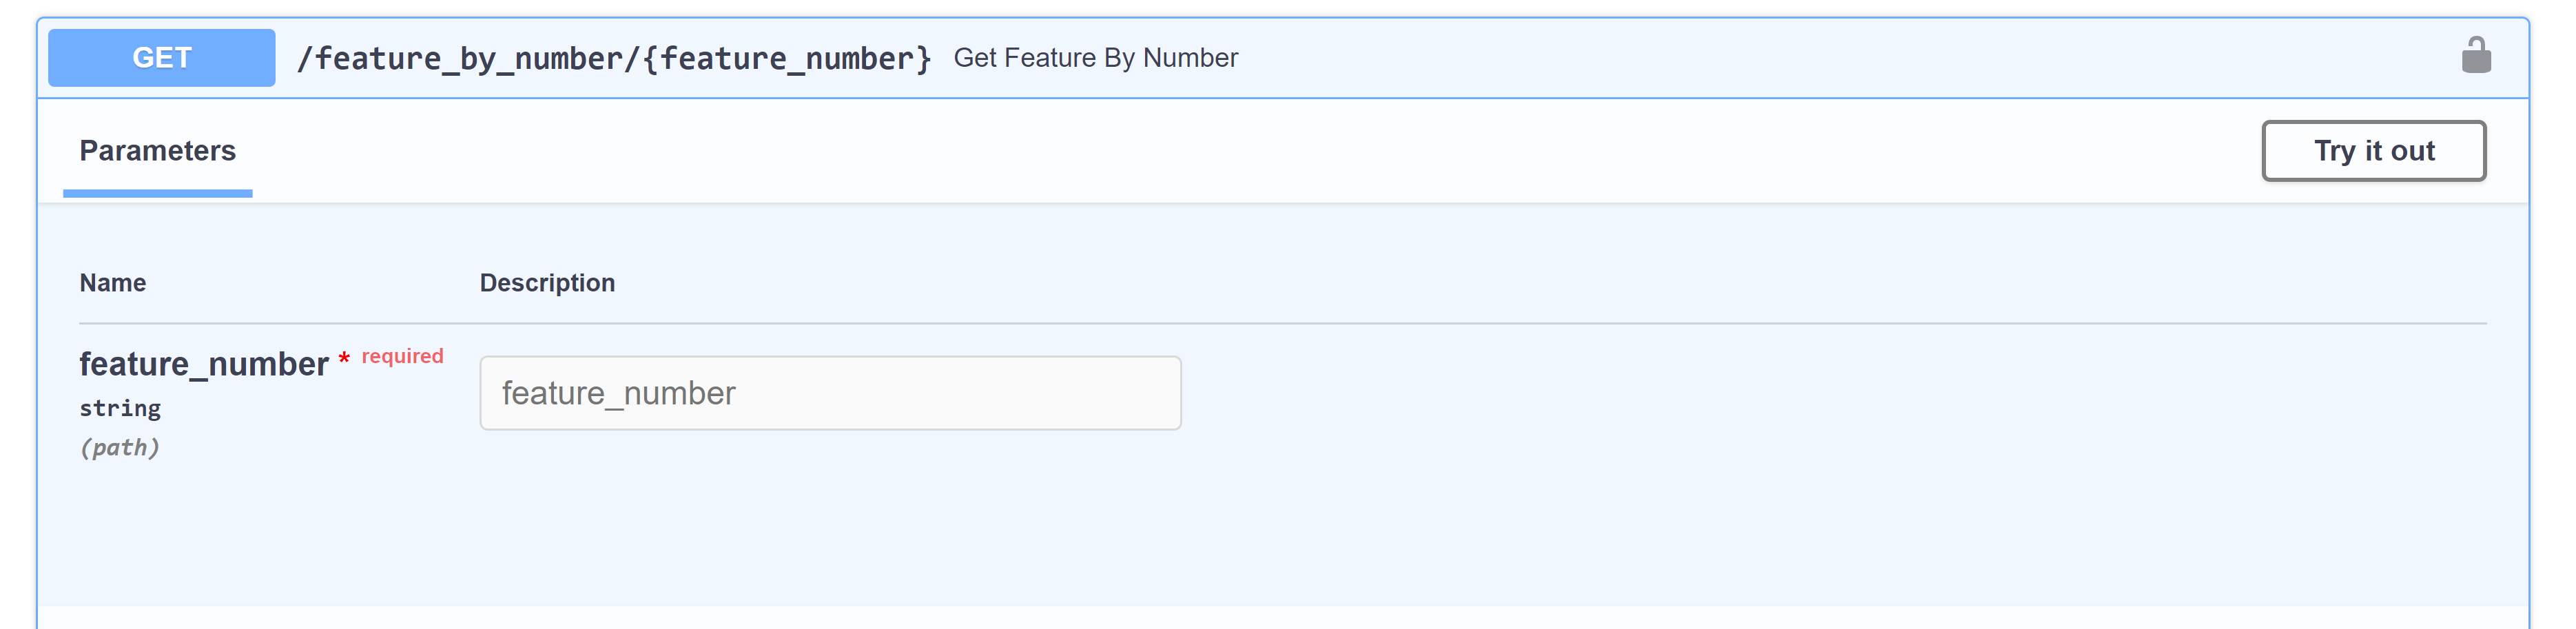 GET /feature_by_number/{feature_number} Get Feature By Number
Parameters
Try it out
Name Description
feature_number * required
string
(path)
feature_number